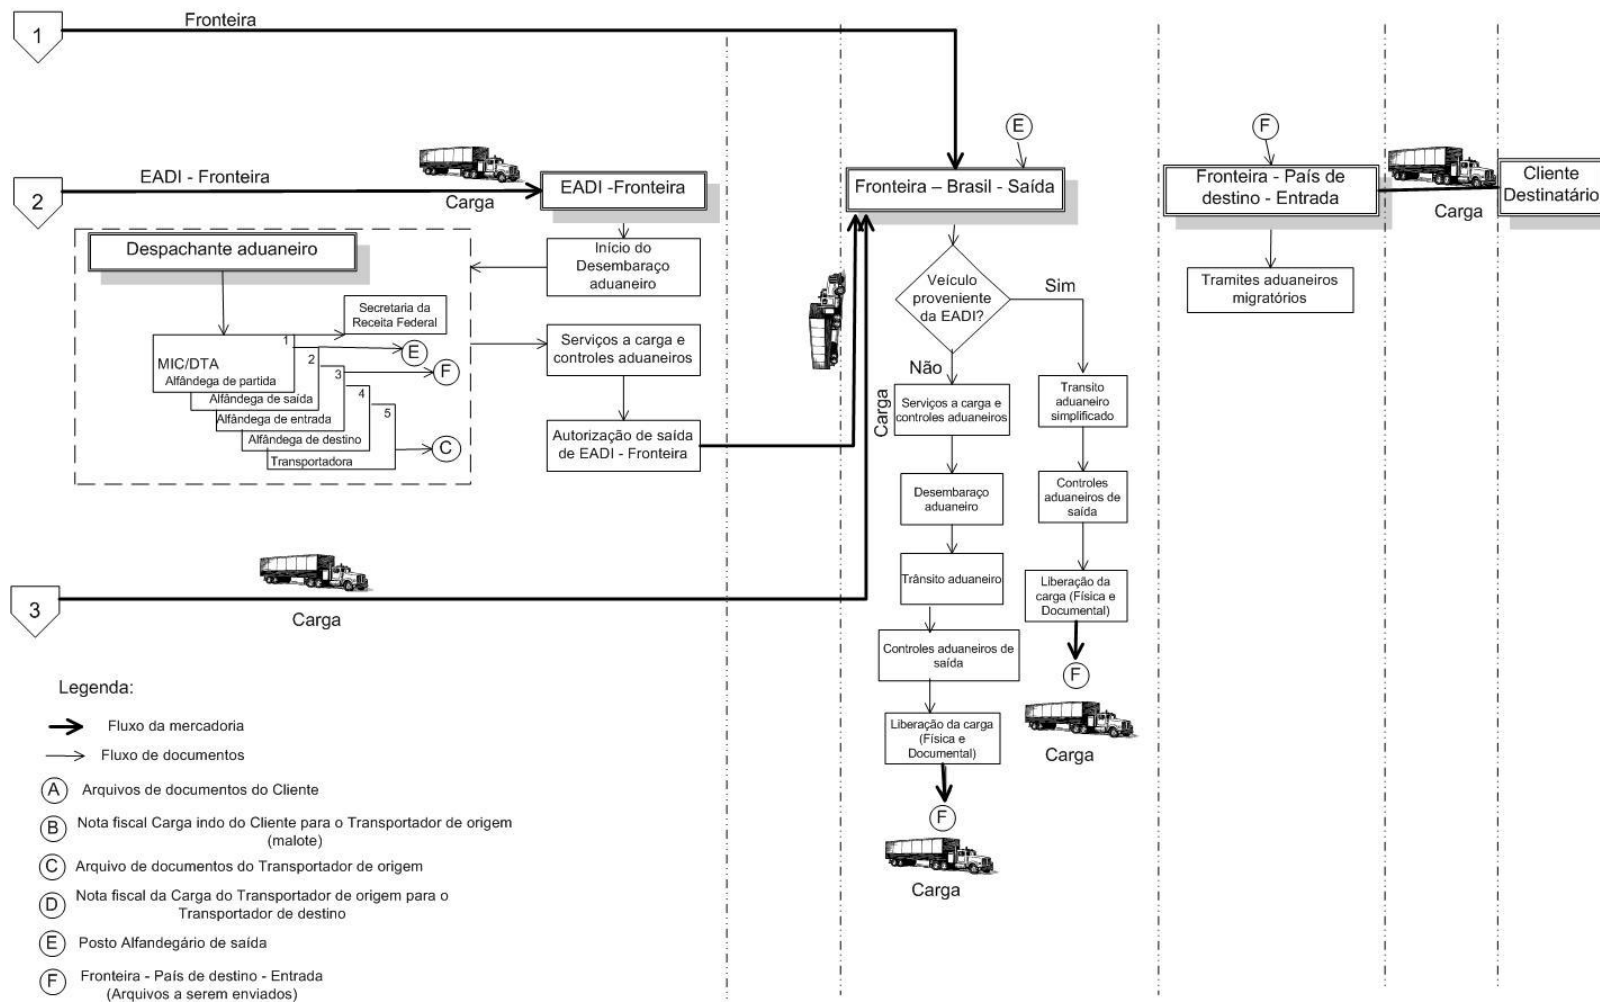 1
Fronteira
2
EADI - Fronteira
Carga
EADI -Fronteira
Início do
Desembaraço
aduaneiro
Despachante aduaneiro
Secretaria da
Receita Federal
1
MIC/DTA
Alfândega de partida
2
Alfândega de saída
3
Alfândega de entrada
4
Alfândega de destino
5
Transportadora
E
F
C
Serviços a carga e
controles aduaneiros
Autorização de saída
de EADI - Fronteira
3
Carga
Carga
E
Fronteira – Brasil - Saída
Veículo
proveniente
da EADI?
Sim
Não
Serviços a carga e
controles aduaneiros
Desembaraço
aduaneiro
Trânsito aduaneiro
Controles aduaneiros de
saída
Liberação da carga
(Física e
Documental)
F
Carga
Transito
aduaneiro
simplificado
Controles
aduaneiros de
saída
Liberação da
carga (Física e
Documental)
F
Carga
F
Fronteira - País de
destino - Entrada
Tramites aduaneiros
migratórios
Carga
Cliente
Destinatário
Legenda:
Fluxo da mercadoria
Fluxo de documentos
A Arquivos de documentos do Cliente
B Nota fiscal Carga indo do Cliente para o Transportador de origem
(malote)
C Arquivo de documentos do Transportador de origem
D Nota fiscal da Carga do Transportador de origem para o
Transportador de destino
E Posto Alfandegário de saída
F Fronteira - País de destino - Entrada
(Arquivos a serem enviados)